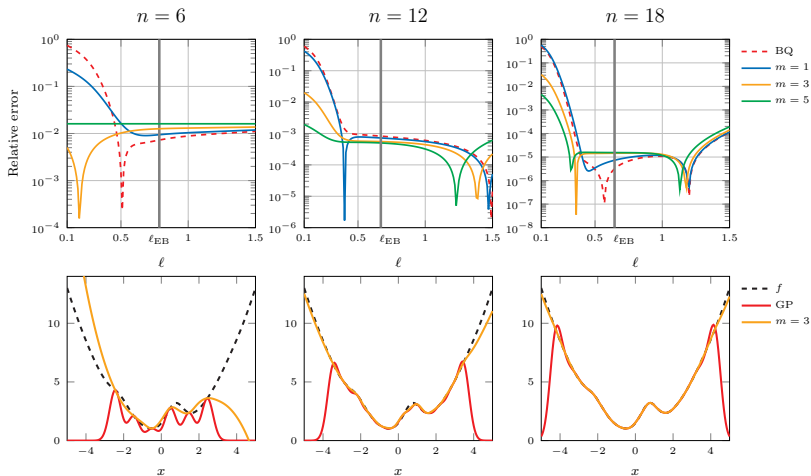 n = 6 n = 12 n = 18
10^0 10^0 10^0
10^−1 10^−1 10^−1
10^−2 10^−2 10^−2
10^−3 10^−3 10^−3
10^−4 10^−4 10^−4
10^−5 10^−5
10^−6 10^−6
10^−7
10^−8
Relative error
0.1 0.5 ℓ_EB 1 1.5 0.1 0.5 ℓ_EB 1 1.5 0.1 0.5 ℓ_EB 1 1.5
ℓ ℓ ℓ
BQ
m = 1
m = 3
m = 5
10 10 10
5 5 5
0 0 0
−4 −2 0 2 4 −4 −2 0 2 4 −4 −2 0 2 4
x x x
f
GP
m = 3